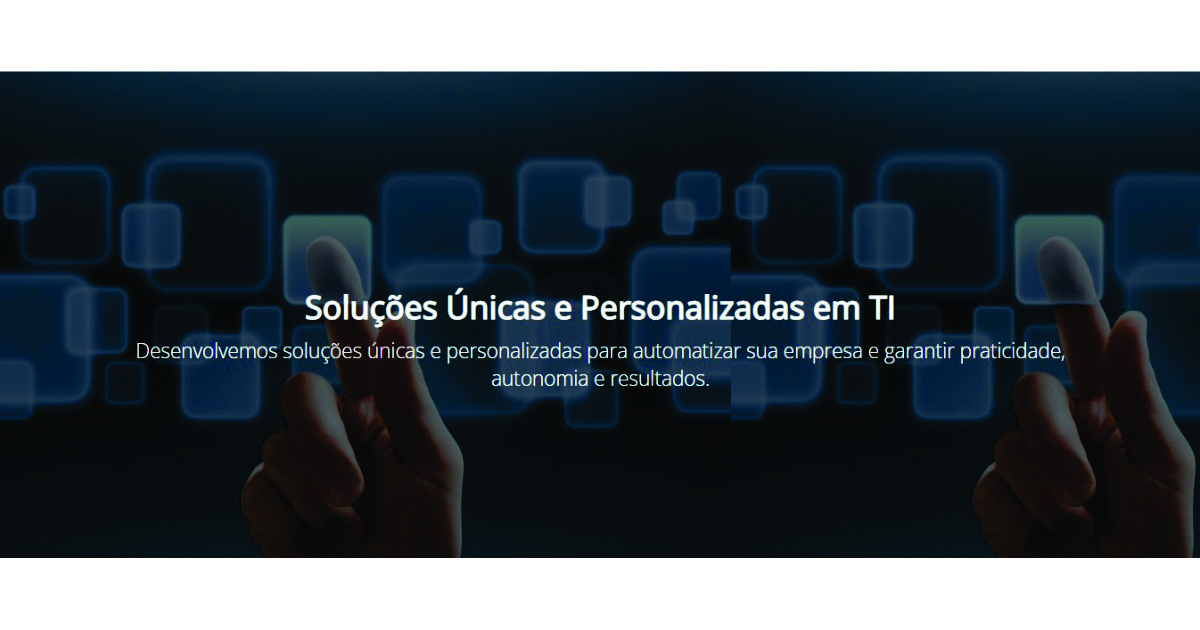 Soluções Únicas e Personalizadas em TI
Desenvolvemos soluções únicas e personalizadas para automatizar sua empresa e garantir praticidade,
autonomia e resultados.